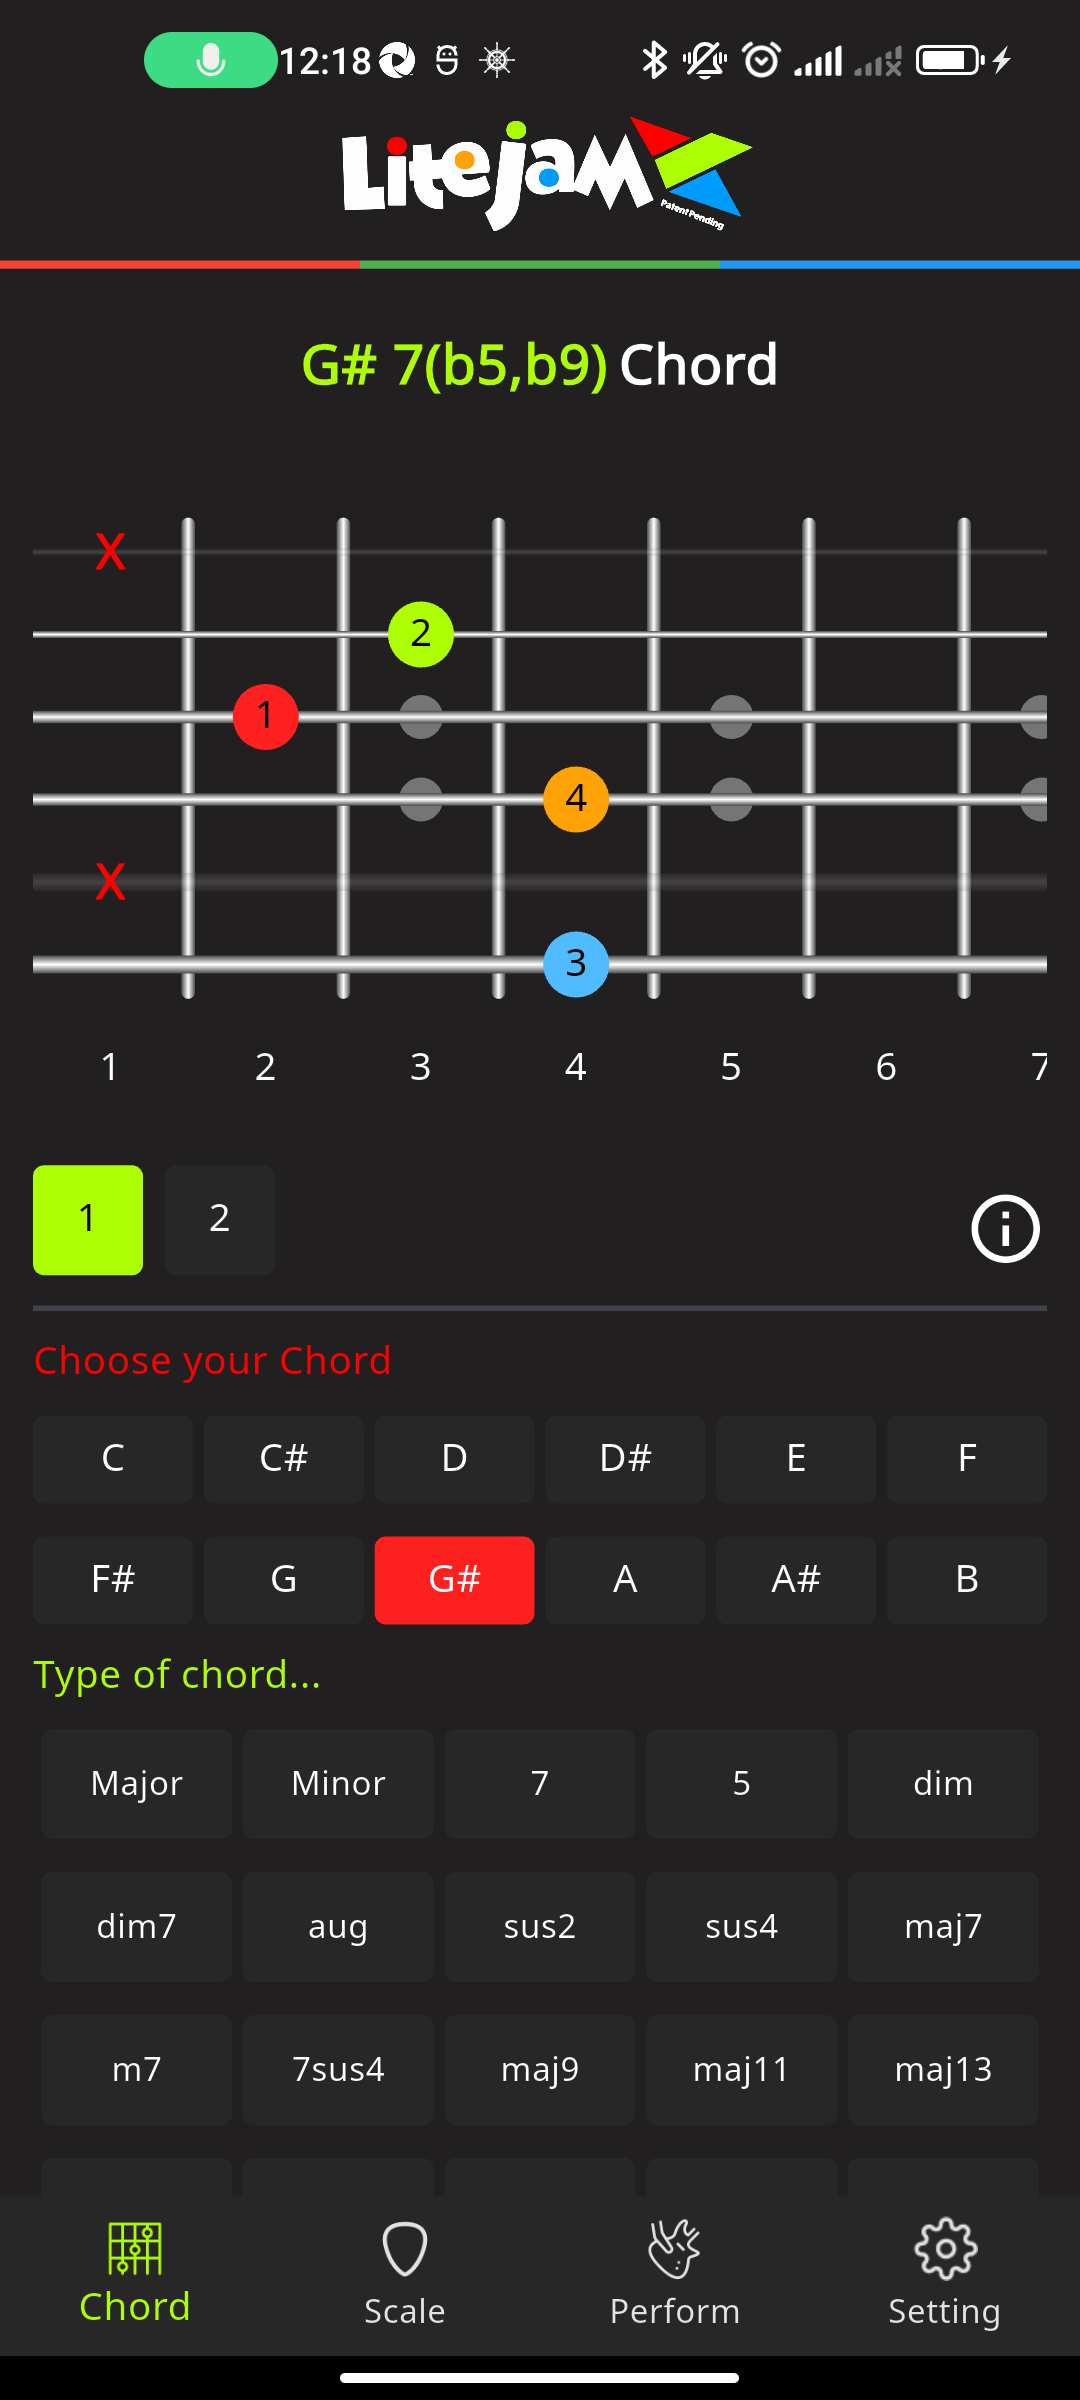 12:18
Litejam
Patent Pending
G# 7(b5,b9) Chord
X
2
1
4
X
3
1 2 3 4 5 6 7
1 2
Choose your Chord
C C# D D# E F
F# G G# A A# B
Type of chord...
Major Minor 7 5 dim
dim7 aug sus2 sus4 maj7
m7 7sus4 maj9 maj11 maj13
Chord Scale Perform Setting